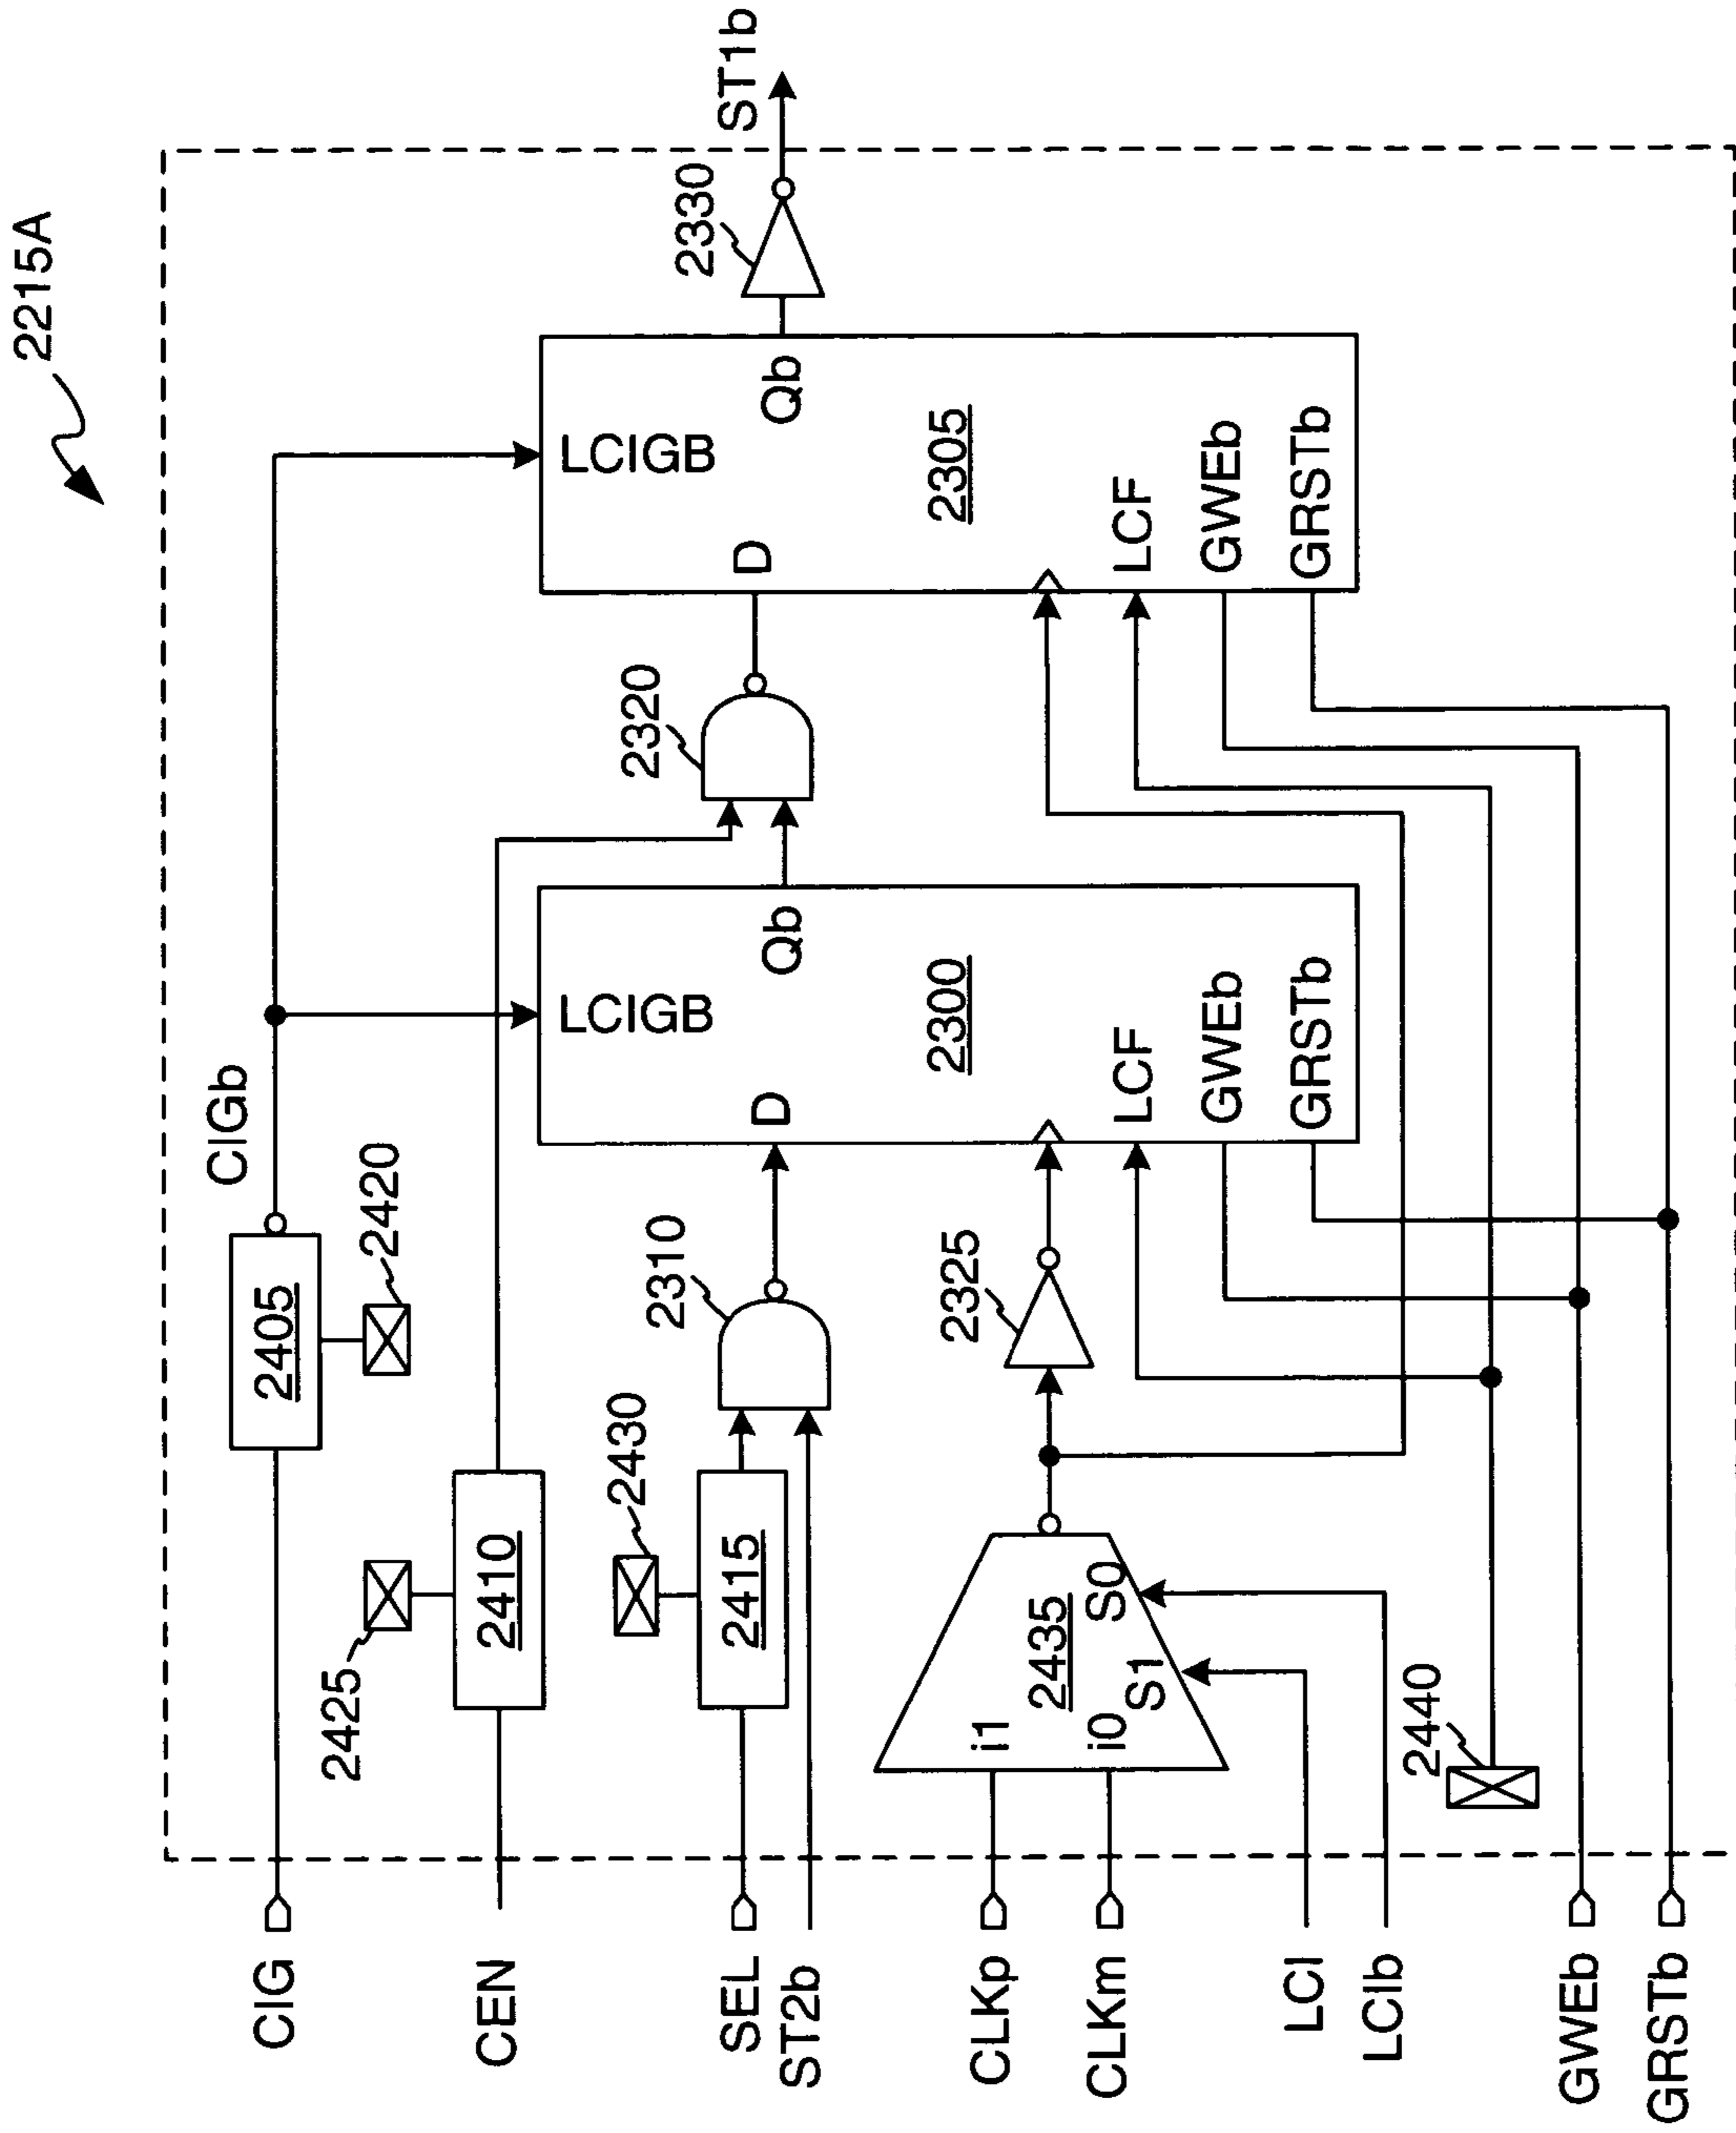 2215A
CIG
2405
2420
CIGb
CEN
2425
2410
SEL
ST2b
2430
2415
2310
D
LCIGB
Qb
2300
LCF
GWEb
GRSTb
2320
D
LCIGB
Qb
2305
LCF
GWEb
GRSTb
2330
ST1b
CLKp
CLKm
i1
i0
2435
S1
S0
2325
LCI
LCIb
2440
GWEb
GRSTb